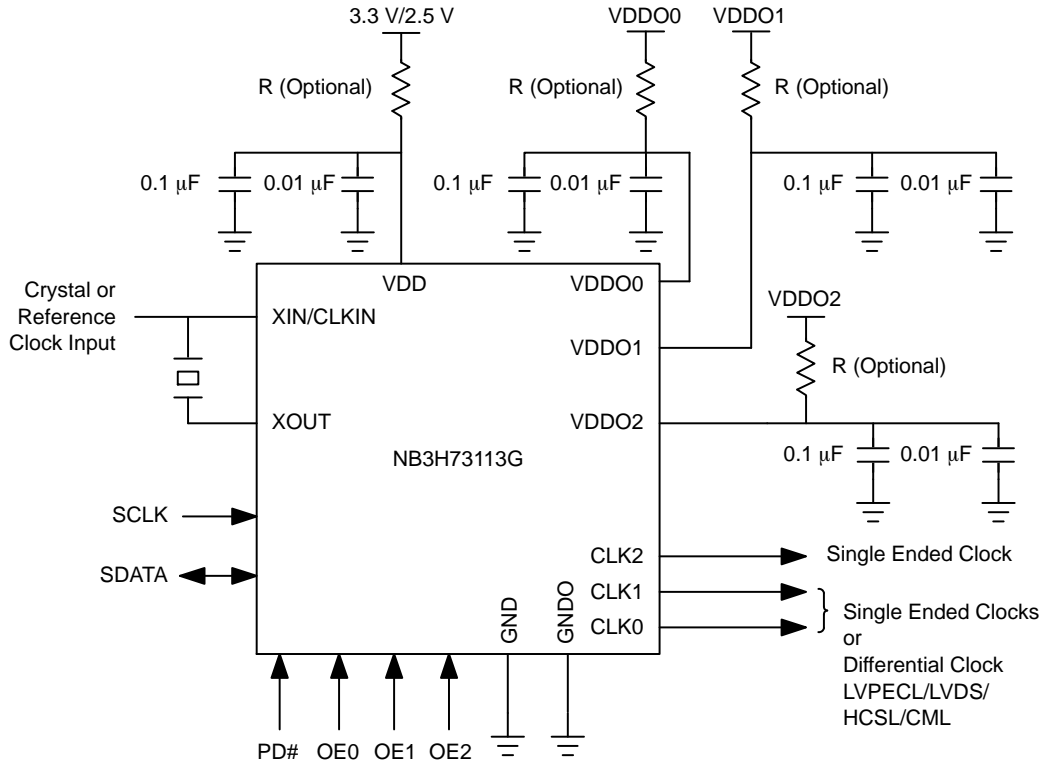 3.3 V/2.5 V
VDDO0
VDDO1
R (Optional)
R (Optional)
R (Optional)
0.1 μF
0.01 μF
0.1 μF
0.01 μF
0.1 μF
0.01 μF
Crystal or
Reference
Clock Input
VDD
VDDO0
XIN/CLKIN
VDDO1
VDDO2
R (Optional)
XOUT
VDDO2
NB3H73113G
0.1 μF
0.01 μF
SCLK
SDATA
CLK2
Single Ended Clock
CLK1
CLK0
Single Ended Clocks
or
Differential Clock
LVPECL/LVDS/
HCSL/CML
GND
GNDO
PD#
OE0
OE1
OE2